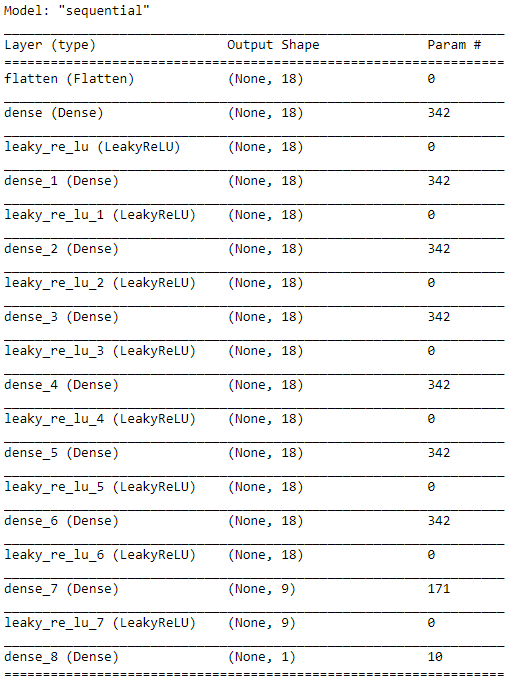 Model: "sequential"
Layer (type) Output Shape Param #
flatten (Flatten) (None, 18) 0
dense (Dense) (None, 18) 342
leaky_re_lu (LeakyReLU) (None, 18) 0
dense_1 (Dense) (None, 18) 342
leaky_re_lu_1 (LeakyReLU) (None, 18) 0
dense_2 (Dense) (None, 18) 342
leaky_re_lu_2 (LeakyReLU) (None, 18) 0
dense_3 (Dense) (None, 18) 342
leaky_re_lu_3 (LeakyReLU) (None, 18) 0
dense_4 (Dense) (None, 18) 342
leaky_re_lu_4 (LeakyReLU) (None, 18) 0
dense_5 (Dense) (None, 18) 342
leaky_re_lu_5 (LeakyReLU) (None, 18) 0
dense_6 (Dense) (None, 18) 342
leaky_re_lu_6 (LeakyReLU) (None, 18) 0
dense_7 (Dense) (None, 9) 171
leaky_re_lu_7 (LeakyReLU) (None, 9) 0
dense_8 (Dense) (None, 1) 10